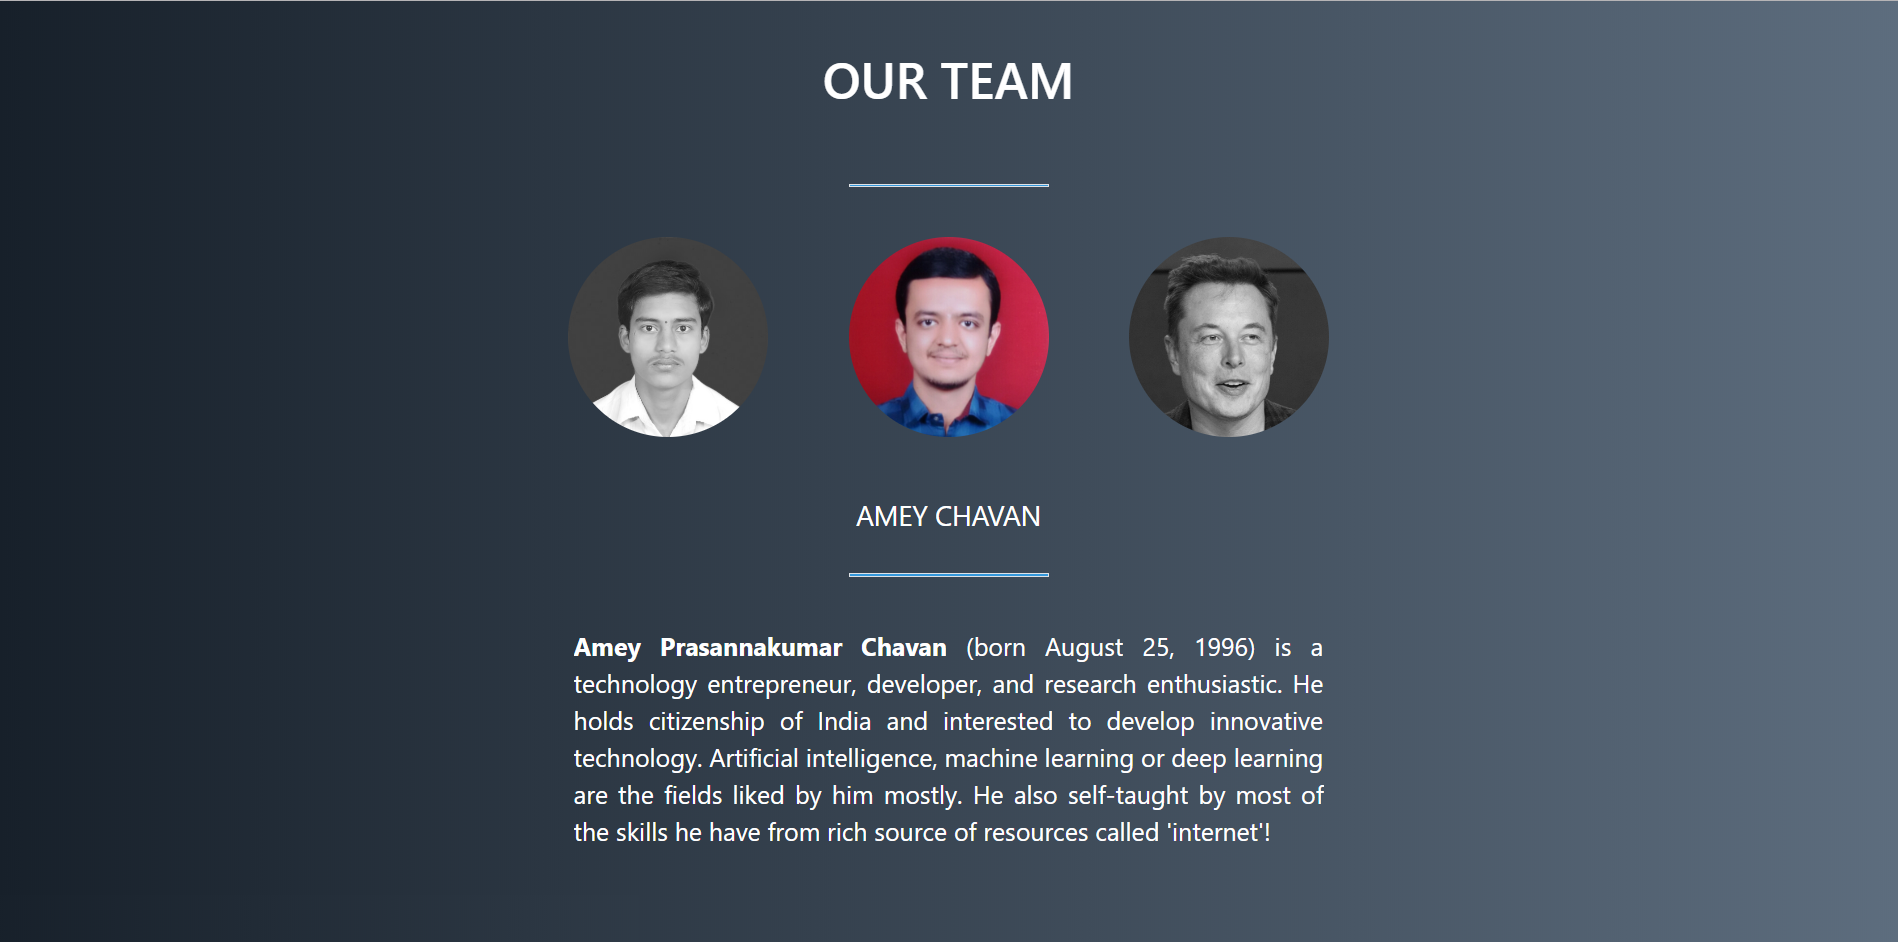 OUR TEAM
AMEY CHAVAN
Amey Prasannakumar Chavan (born August 25, 1996) is a
technology entrepreneur, developer, and research enthusiastic. He
holds citizenship of India and interested to develop innovative
technology. Artificial intelligence, machine learning or deep learning
are the fields liked by him mostly. He also self-taught by most of
the skills he have from rich source of resources called 'internet'!